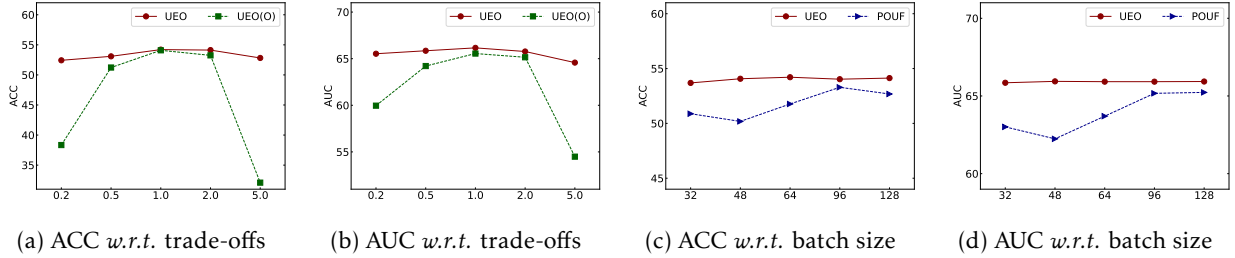 UEO UEO(O)
ACC
60
55
50
45
40
35
0.2 0.5 1.0 2.0 5.0
(a) ACC w.r.t. trade-offs
UEO UEO(O)
AUC
70
65
60
55
0.2 0.5 1.0 2.0 5.0
(b) AUC w.r.t. trade-offs
UEO POUF
ACC
60
55
50
45
32 48 64 96 128
(c) ACC w.r.t. batch size
UEO POUF
AUC
70
65
60
32 48 64 96 128
(d) AUC w.r.t. batch size